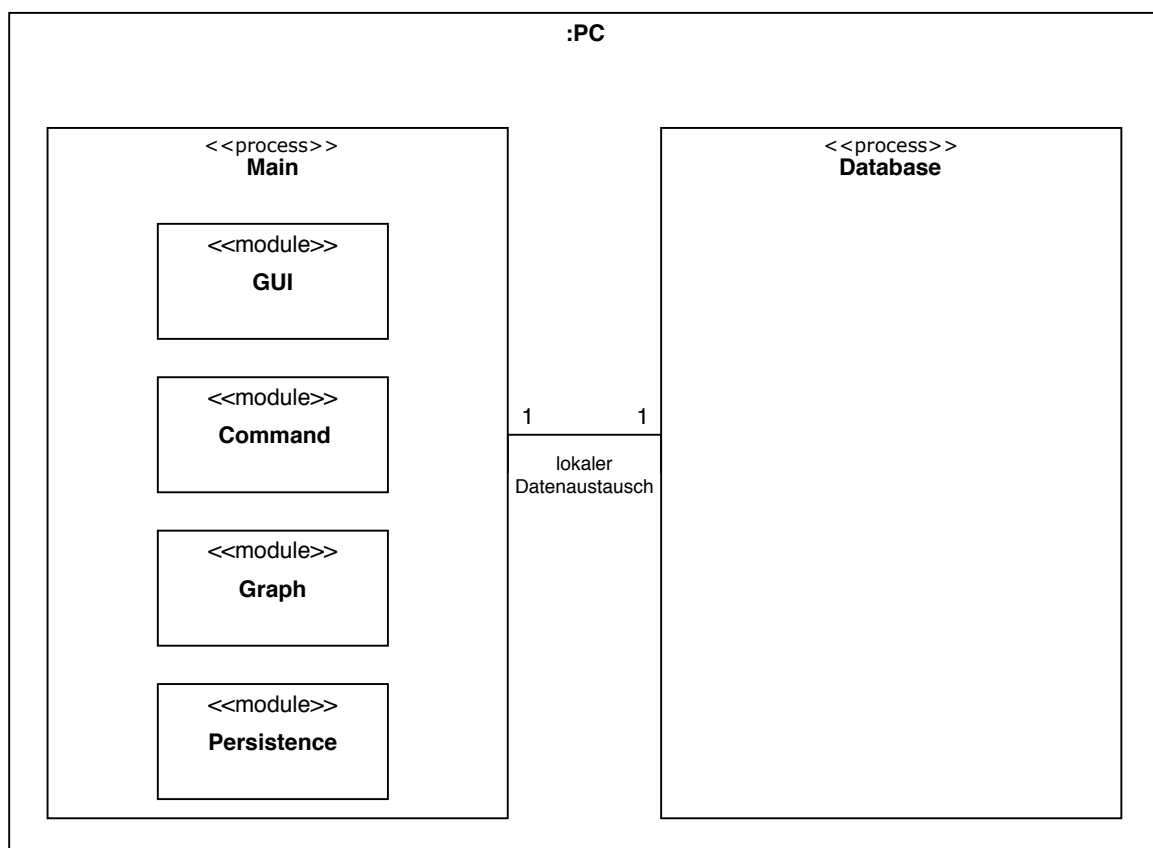 :PC
<<process>>
Main
<<module>>
GUI
<<module>>
Command
<<module>>
Graph
<<module>>
Persistence
1
1
lokaler
Datenaustausch
<<process>>
Database